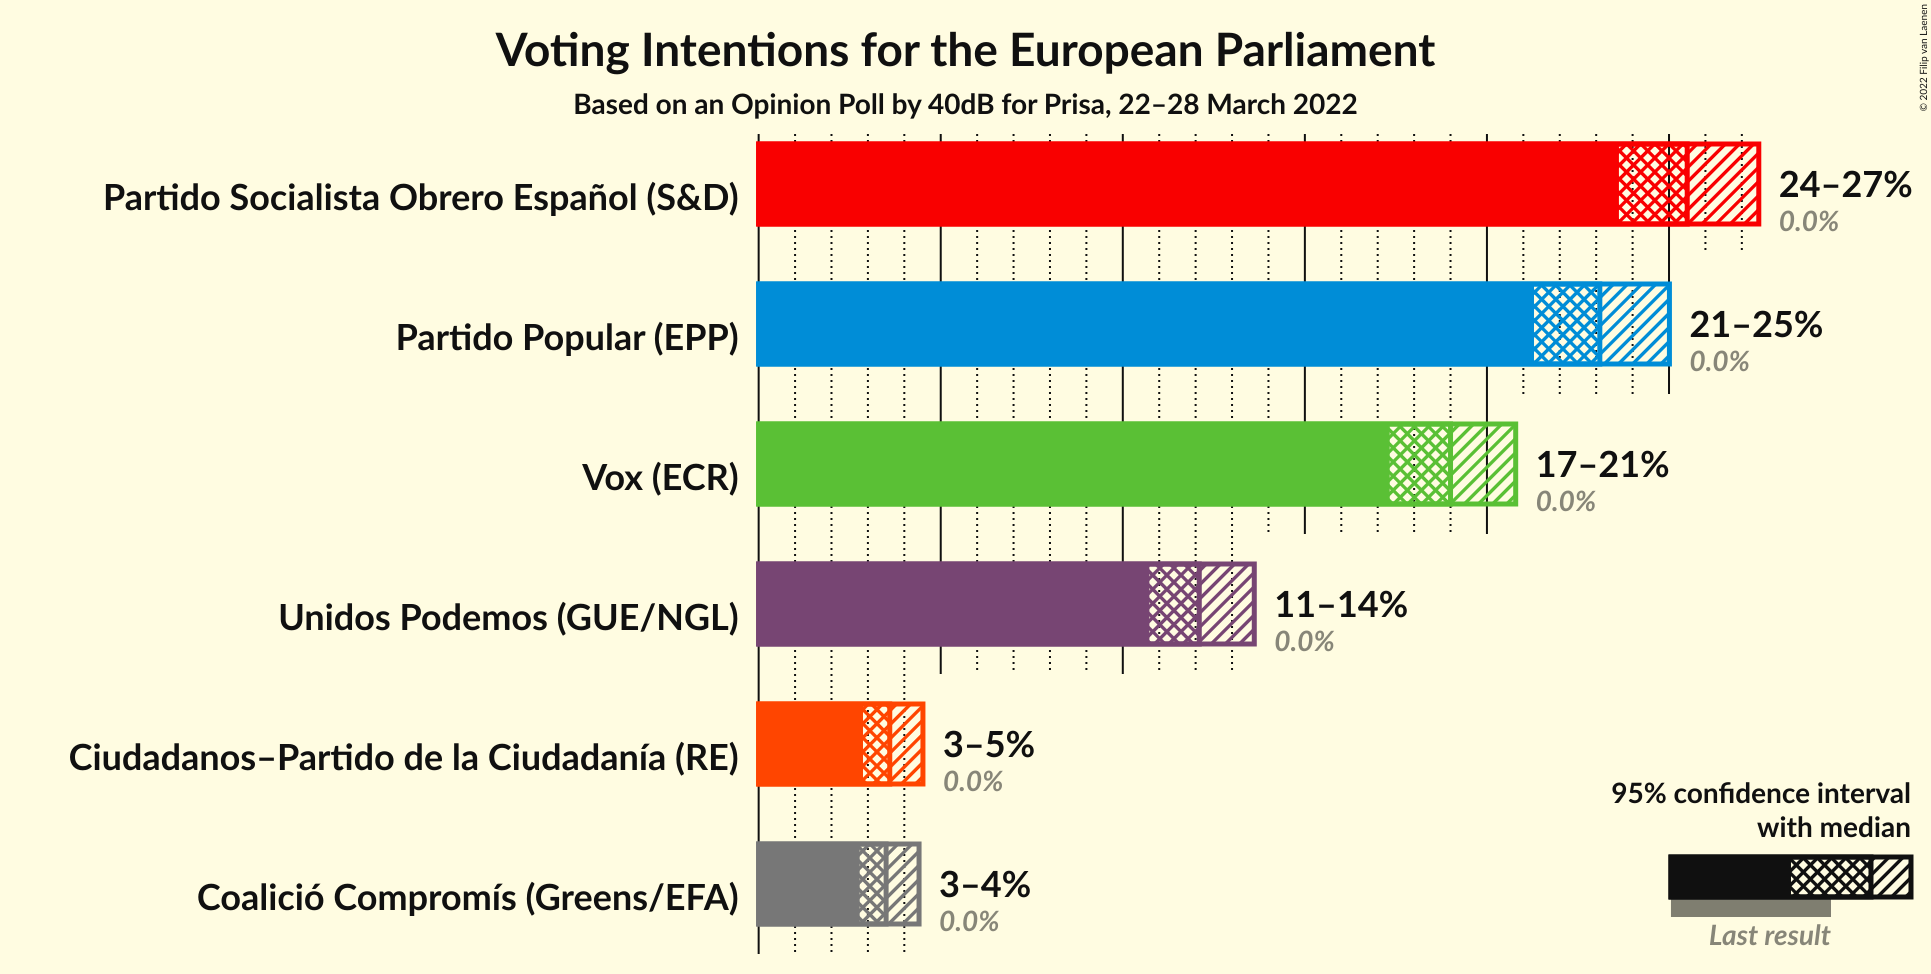 Voting Intentions for the European Parliament
Based on an Opinion Poll by 40dB for Prisa, 22–28 March 2022
© 2022 Filip van Laenen
Partido Socialista Obrero Español (S&D)
24–27%
0.0%
Partido Popular (EPP)
21–25%
0.0%
Vox (ECR)
17–21%
0.0%
Unidos Podemos (GUE/NGL)
11–14%
0.0%
Ciudadanos–Partido de la Ciudadanía (RE)
3–5%
0.0%
Coalició Compromís (Greens/EFA)
3–4%
0.0%
95% confidence interval
with median
Last result